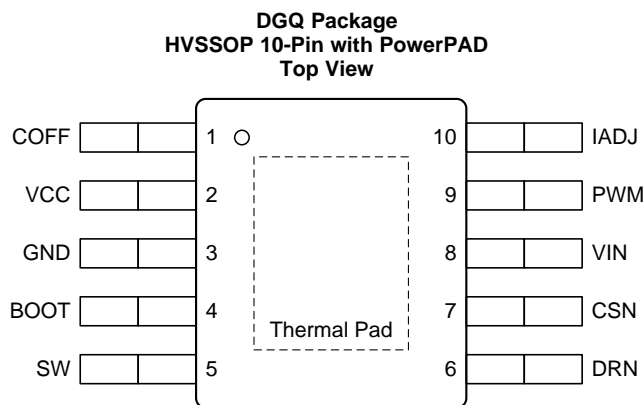 DGQ Package
HVSSOP 10-Pin with PowerPAD
Top View
COFF 1 10 IADJ
VCC 2 9 PWM
GND 3 8 VIN
BOOT 4 7 CSN
Thermal Pad
SW 5 6 DRN